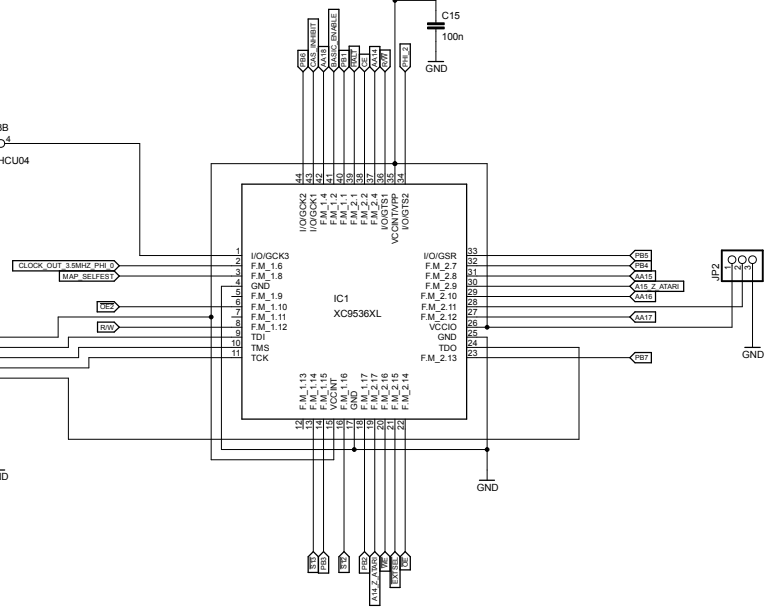 C15
100n
GND
PB6
CAS_INHIBIT
AA18
BASIC_ENABLE
PB1
HALT
CE
AA14
R/W
PHI_2
3B
4
HCU04
44
43
42
41
40
39
38
37
36
35
34
I/O/GCK2
I/O/GCK1
F.M_1.4
F.M_1.2
F.M_1.1
F.M_2.1
F.M_2.2
F.M_2.4
I/O/GTS1
VCCINT/VPP
I/O/GTS2
1 I/O/GCK3
CLOCK_OUT_3.5MHZ_PHI_0 2 F.M_1.6
MAP_SELFEST 3 F.M_1.8
4 GND
5 F.M_1.9
OE2 6 F.M_1.10
7 F.M_1.11
R/W 8 F.M_1.12
9 TDI
10 TMS
11 TCK
IC1
XC9536XL
I/O/GSR 33 PB5
F.M_2.7 32 PB4
F.M_2.8 31 AA15
F.M_2.9 30 A15_Z_ATARI
F.M_2.10 29 AA16
F.M_2.11 28
F.M_2.12 27 AA17
VCCIO 26
GND 25
TDO 24
F.M_2.13 23 PB7
JP2
1
2
3
GND
F.M_1.13
F.M_1.14
F.M_1.15
VCCINT
F.M_1.16
GND
F.M_1.17
F.M_2.17
F.M_2.16
F.M_2.15
F.M_2.14
12
13
14
15
16
17
18
19
20
21
22
GND
S13
PB3
S12
PB2
A14_Z_ATARI
WE
EXTSEL
OE